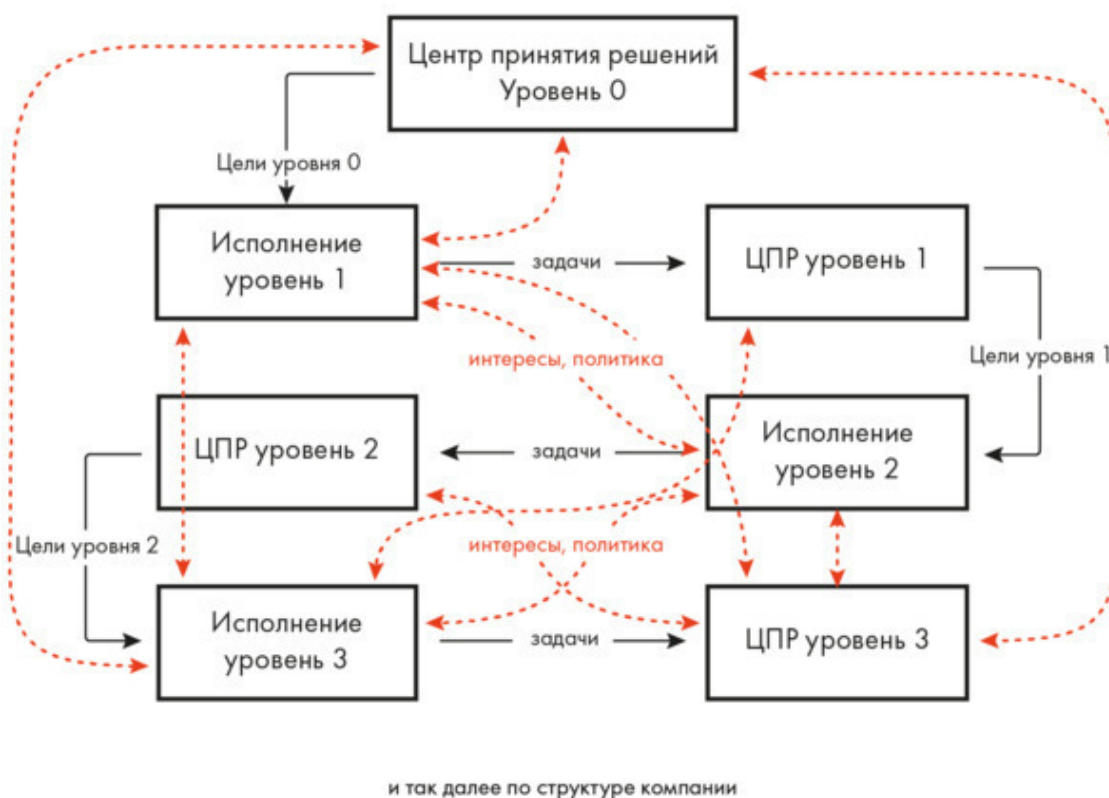 Центр принятия решений
Уровень 0
Цели уровня 0
Исполнение
уровень 1
задачи
ЦПР уровень 1
интересы, политика
Цели уровня 1
ЦПР уровень 2
задачи
Исполнение
уровень 2
Цели уровня 2
интересы, политика
Исполнение
уровень 3
задачи
ЦПР уровень 3
и так далее по структуре компании